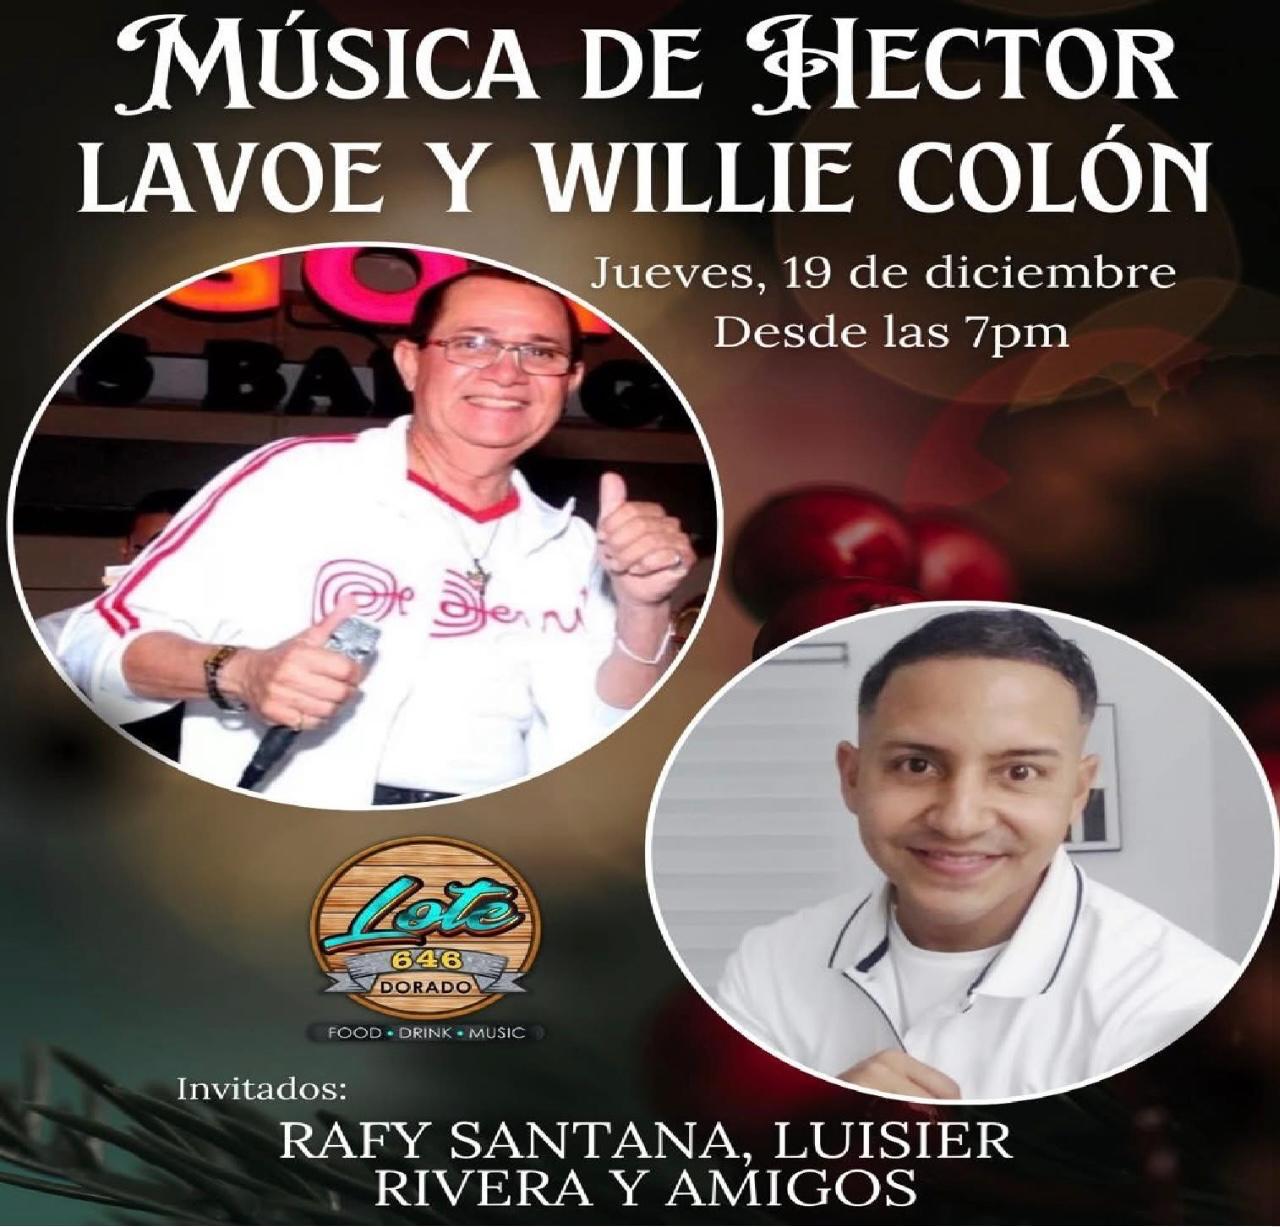 MÚSICA DE HECTOR
LAVOE Y WILLIE COLÓN
Jueves, 19 de diciembre
Desde las 7pm
Lote
646
DORADO
FOOD • DRINK • MUSIC
Invitados:
RAFY SANTANA, LUISIER
RIVERA Y AMIGOS